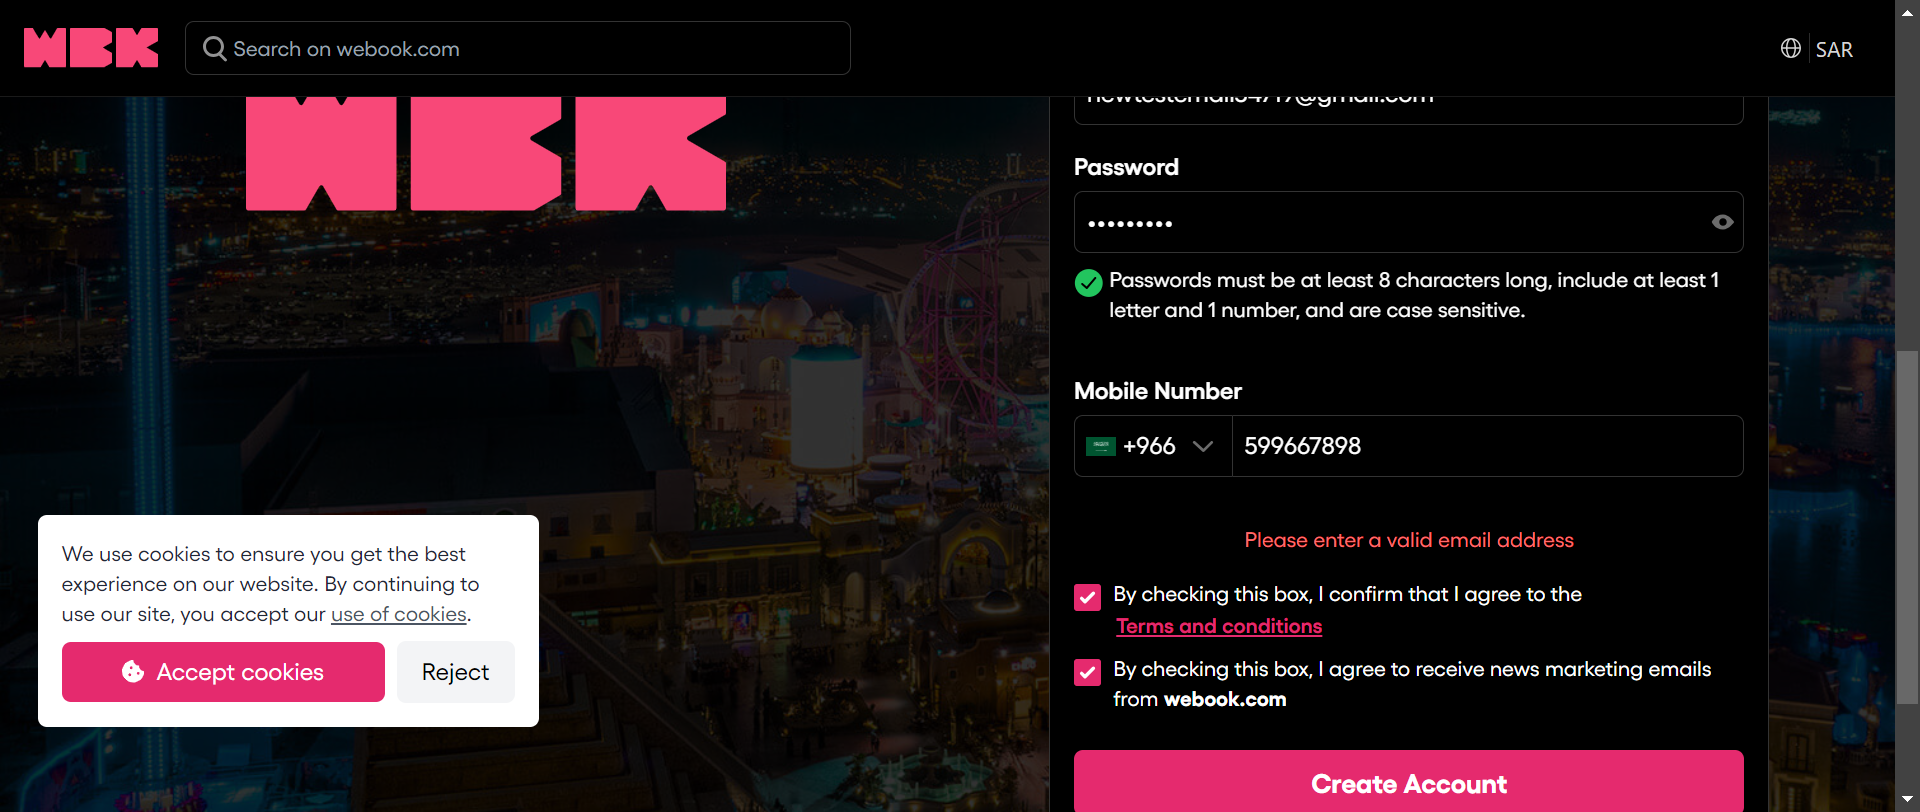 WBK
Search on webook.com
SAR
WBK
Password
•••••••••
Passwords must be at least 8 characters long, include at least 1
letter and 1 number, and are case sensitive.
Mobile Number
+966
599667898
Please enter a valid email address
By checking this box, I confirm that I agree to the
Terms and conditions
By checking this box, I agree to receive news marketing emails
from webook.com
Create Account
We use cookies to ensure you get the best
experience on our website. By continuing to
use our site, you accept our use of cookies.
Accept cookies
Reject